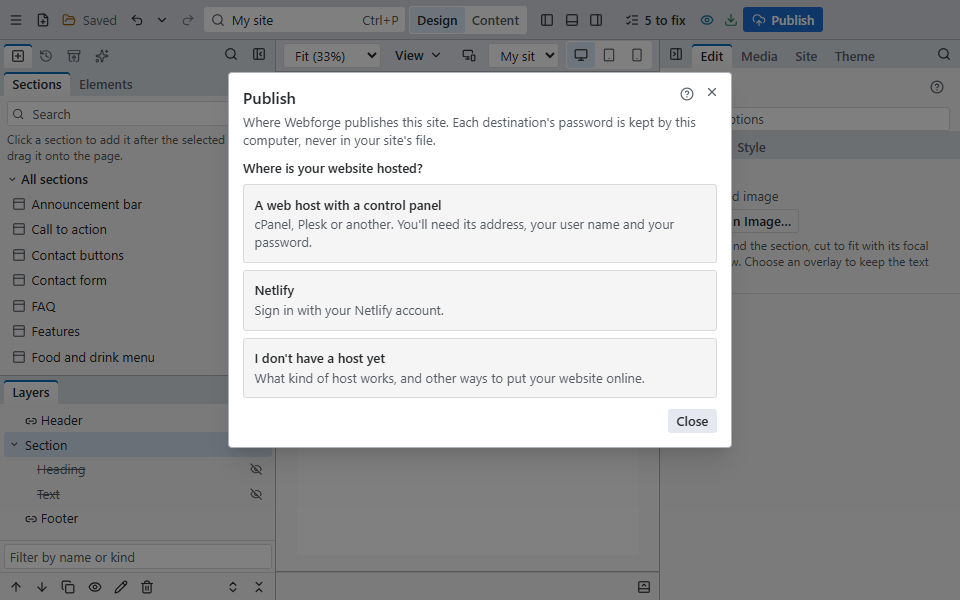 Saved
My site
Ctrl+P
Design
Content
5 to fix
Publish
Fit (33%)
View
My sit
Edit
Media
Site
Theme
Sections
Elements
Search
Click a section to add it after the selected
drag it onto the page.
All sections
Announcement bar
Call to action
Contact buttons
Contact form
FAQ
Features
Food and drink menu
Layers
Header
Section
Heading
Text
Footer
Filter by name or kind
Publish
Where Webforge publishes this site. Each destination's password is kept by this
computer, never in your site's file.
Where is your website hosted?
A web host with a control panel
cPanel, Plesk or another. You'll need its address, your user name and your
password.
Netlify
Sign in with your Netlify account.
I don't have a host yet
What kind of host works, and other ways to put your website online.
Close
Style
image
Image...
the section, cut to fit with its focal
Choose an overlay to keep the text